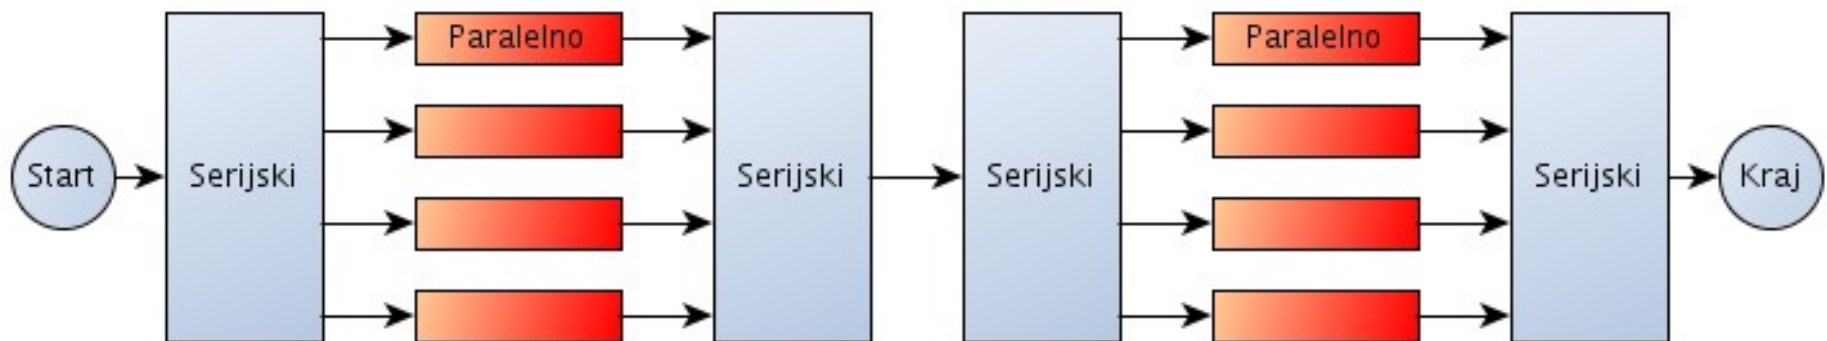 Start
Serijski
Paralelno
Serijski
Serijski
Paralelno
Serijski
Kraj